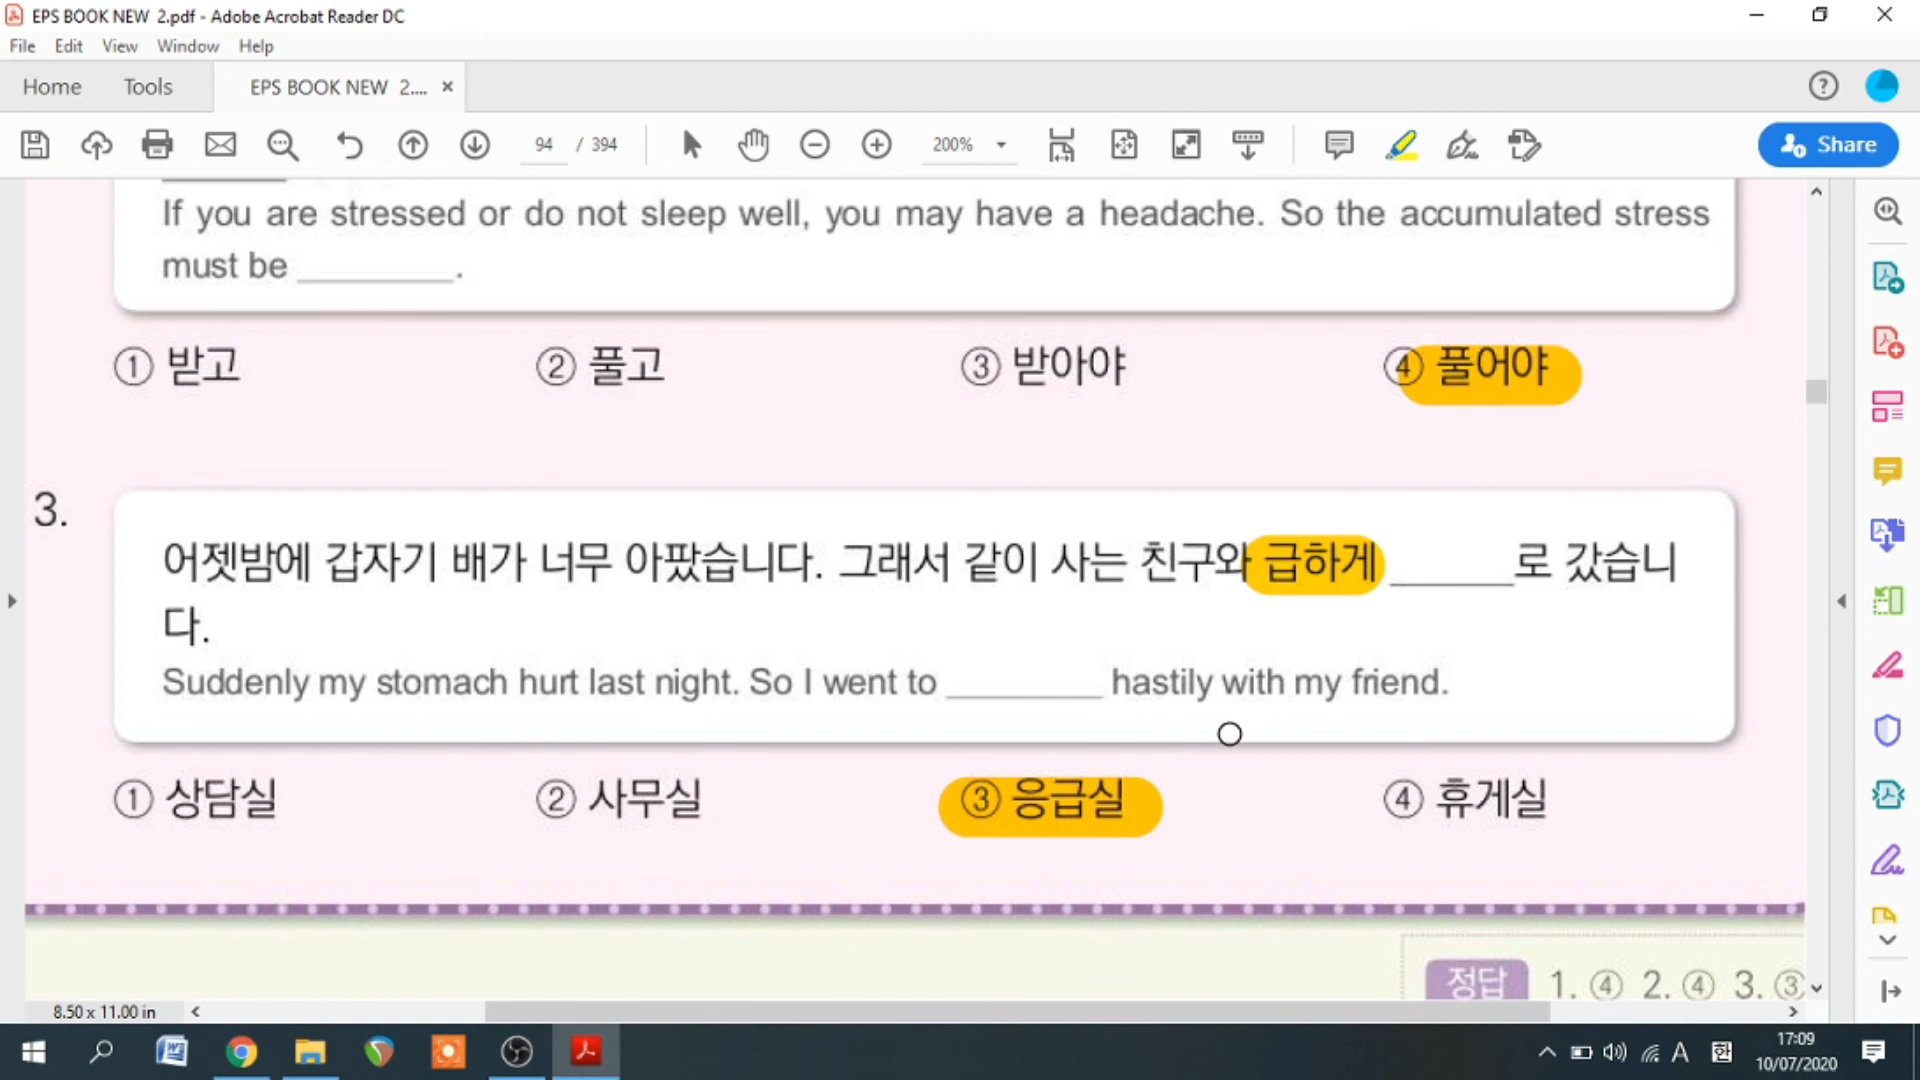 EPS BOOK NEW  2.pdf - Adobe Acrobat Reader DC
File Edit View Window Help
Home Tools EPS BOOK NEW  2.... ×
94 / 394 200% Share
If you are stressed or do not sleep well, you may have a headache. So the accumulated stress
must be ________.
① 받고 ② 풀고 ③ 받아야 ④ 풀어야
3.
어젯밤에 갑자기 배가 너무 아팠습니다. 그래서 같이 사는 친구와 급하게 ______로 갔습니
다.
Suddenly my stomach hurt last night. So I went to ________ hastily with my friend.
① 상담실 ② 사무실 ③ 응급실 ④ 휴게실
정답 1. ④ 2. ④ 3. ③
8.50 x 11.00 in
A 한 17:09
10/07/2020